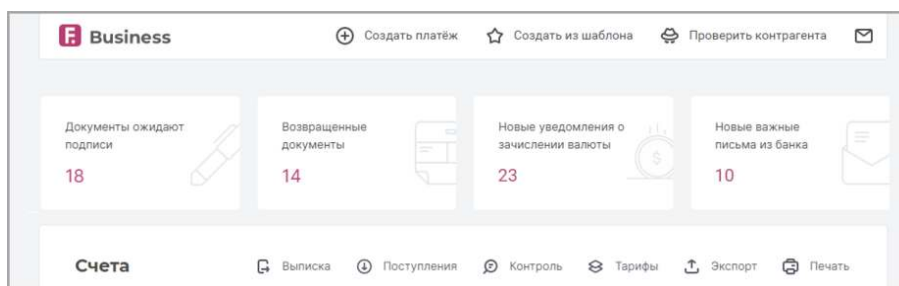 F. Business Создать платёж Создать из шаблона Проверить контрагента
Документы ожидают
подписи
18
Возвращенные
документы
14
Новые уведомления о
зачислении валюты
23
Новые важные
письма из банка
10
Счета Выписка Поступления Контроль Тарифы Экспорт Печать